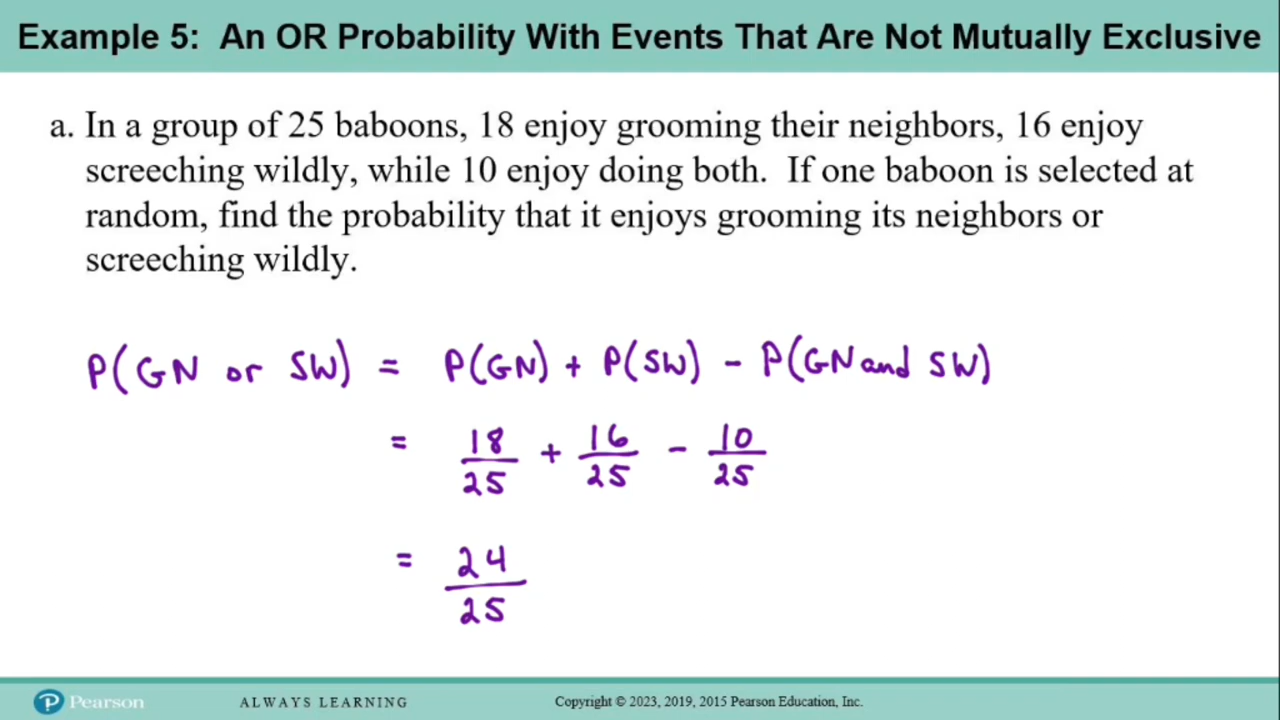 Example 5: An OR Probability With Events That Are Not Mutually Exclusive
a. In a group of 25 baboons, 18 enjoy grooming their neighbors, 16 enjoy
screeching wildly, while 10 enjoy doing both. If one baboon is selected at
random, find the probability that it enjoys grooming its neighbors or
screeching wildly.
P(GN or SW) = P(GN) + P(SW) - P(GN and SW)
= 18/25 + 16/25 - 10/25
= 24/25
Pearson ALWAYS LEARNING Copyright © 2023, 2019, 2015 Pearson Education, Inc.